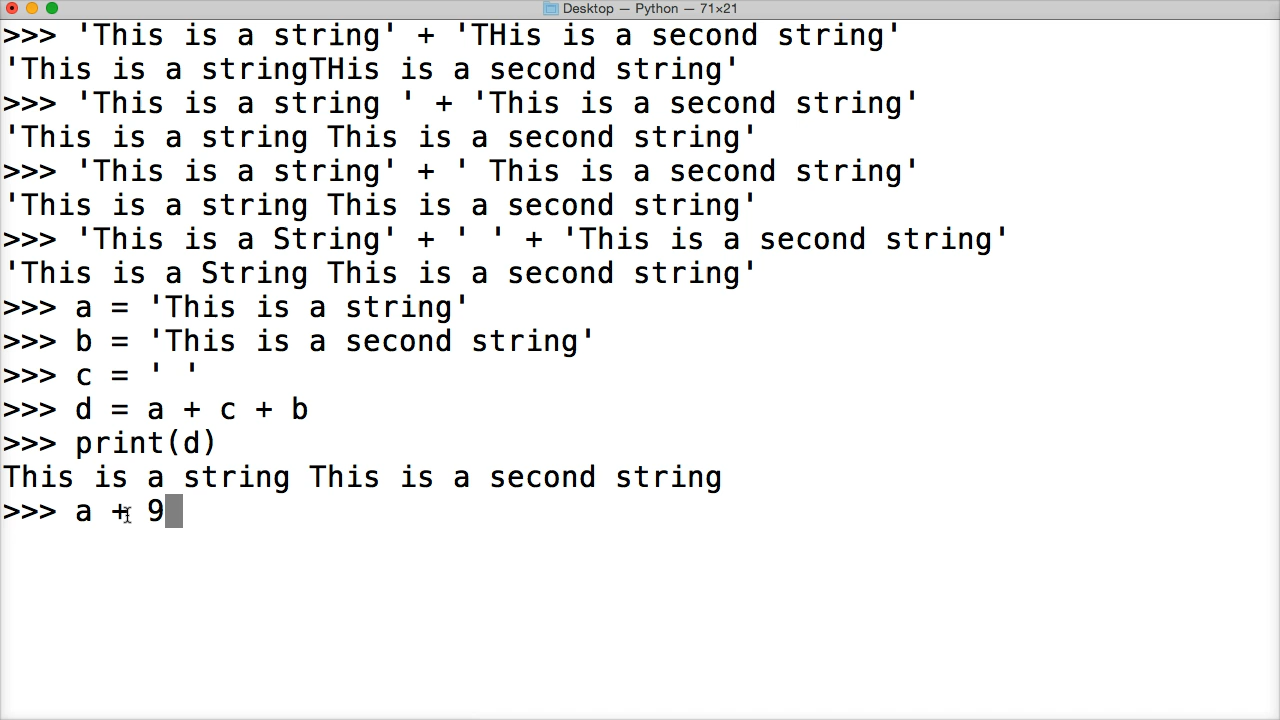 Desktop — Python — 71×21
>>> 'This is a string' + 'THis is a second string'
'This is a stringTHis is a second string'
>>> 'This is a string ' + 'This is a second string'
'This is a string This is a second string'
>>> 'This is a string' + ' This is a second string'
'This is a string This is a second string'
>>> 'This is a String' + ' ' + 'This is a second string'
'This is a String This is a second string'
>>> a = 'This is a string'
>>> b = 'This is a second string'
>>> c = ' '
>>> d = a + c + b
>>> print(d)
This is a string This is a second string
>>> a + 9